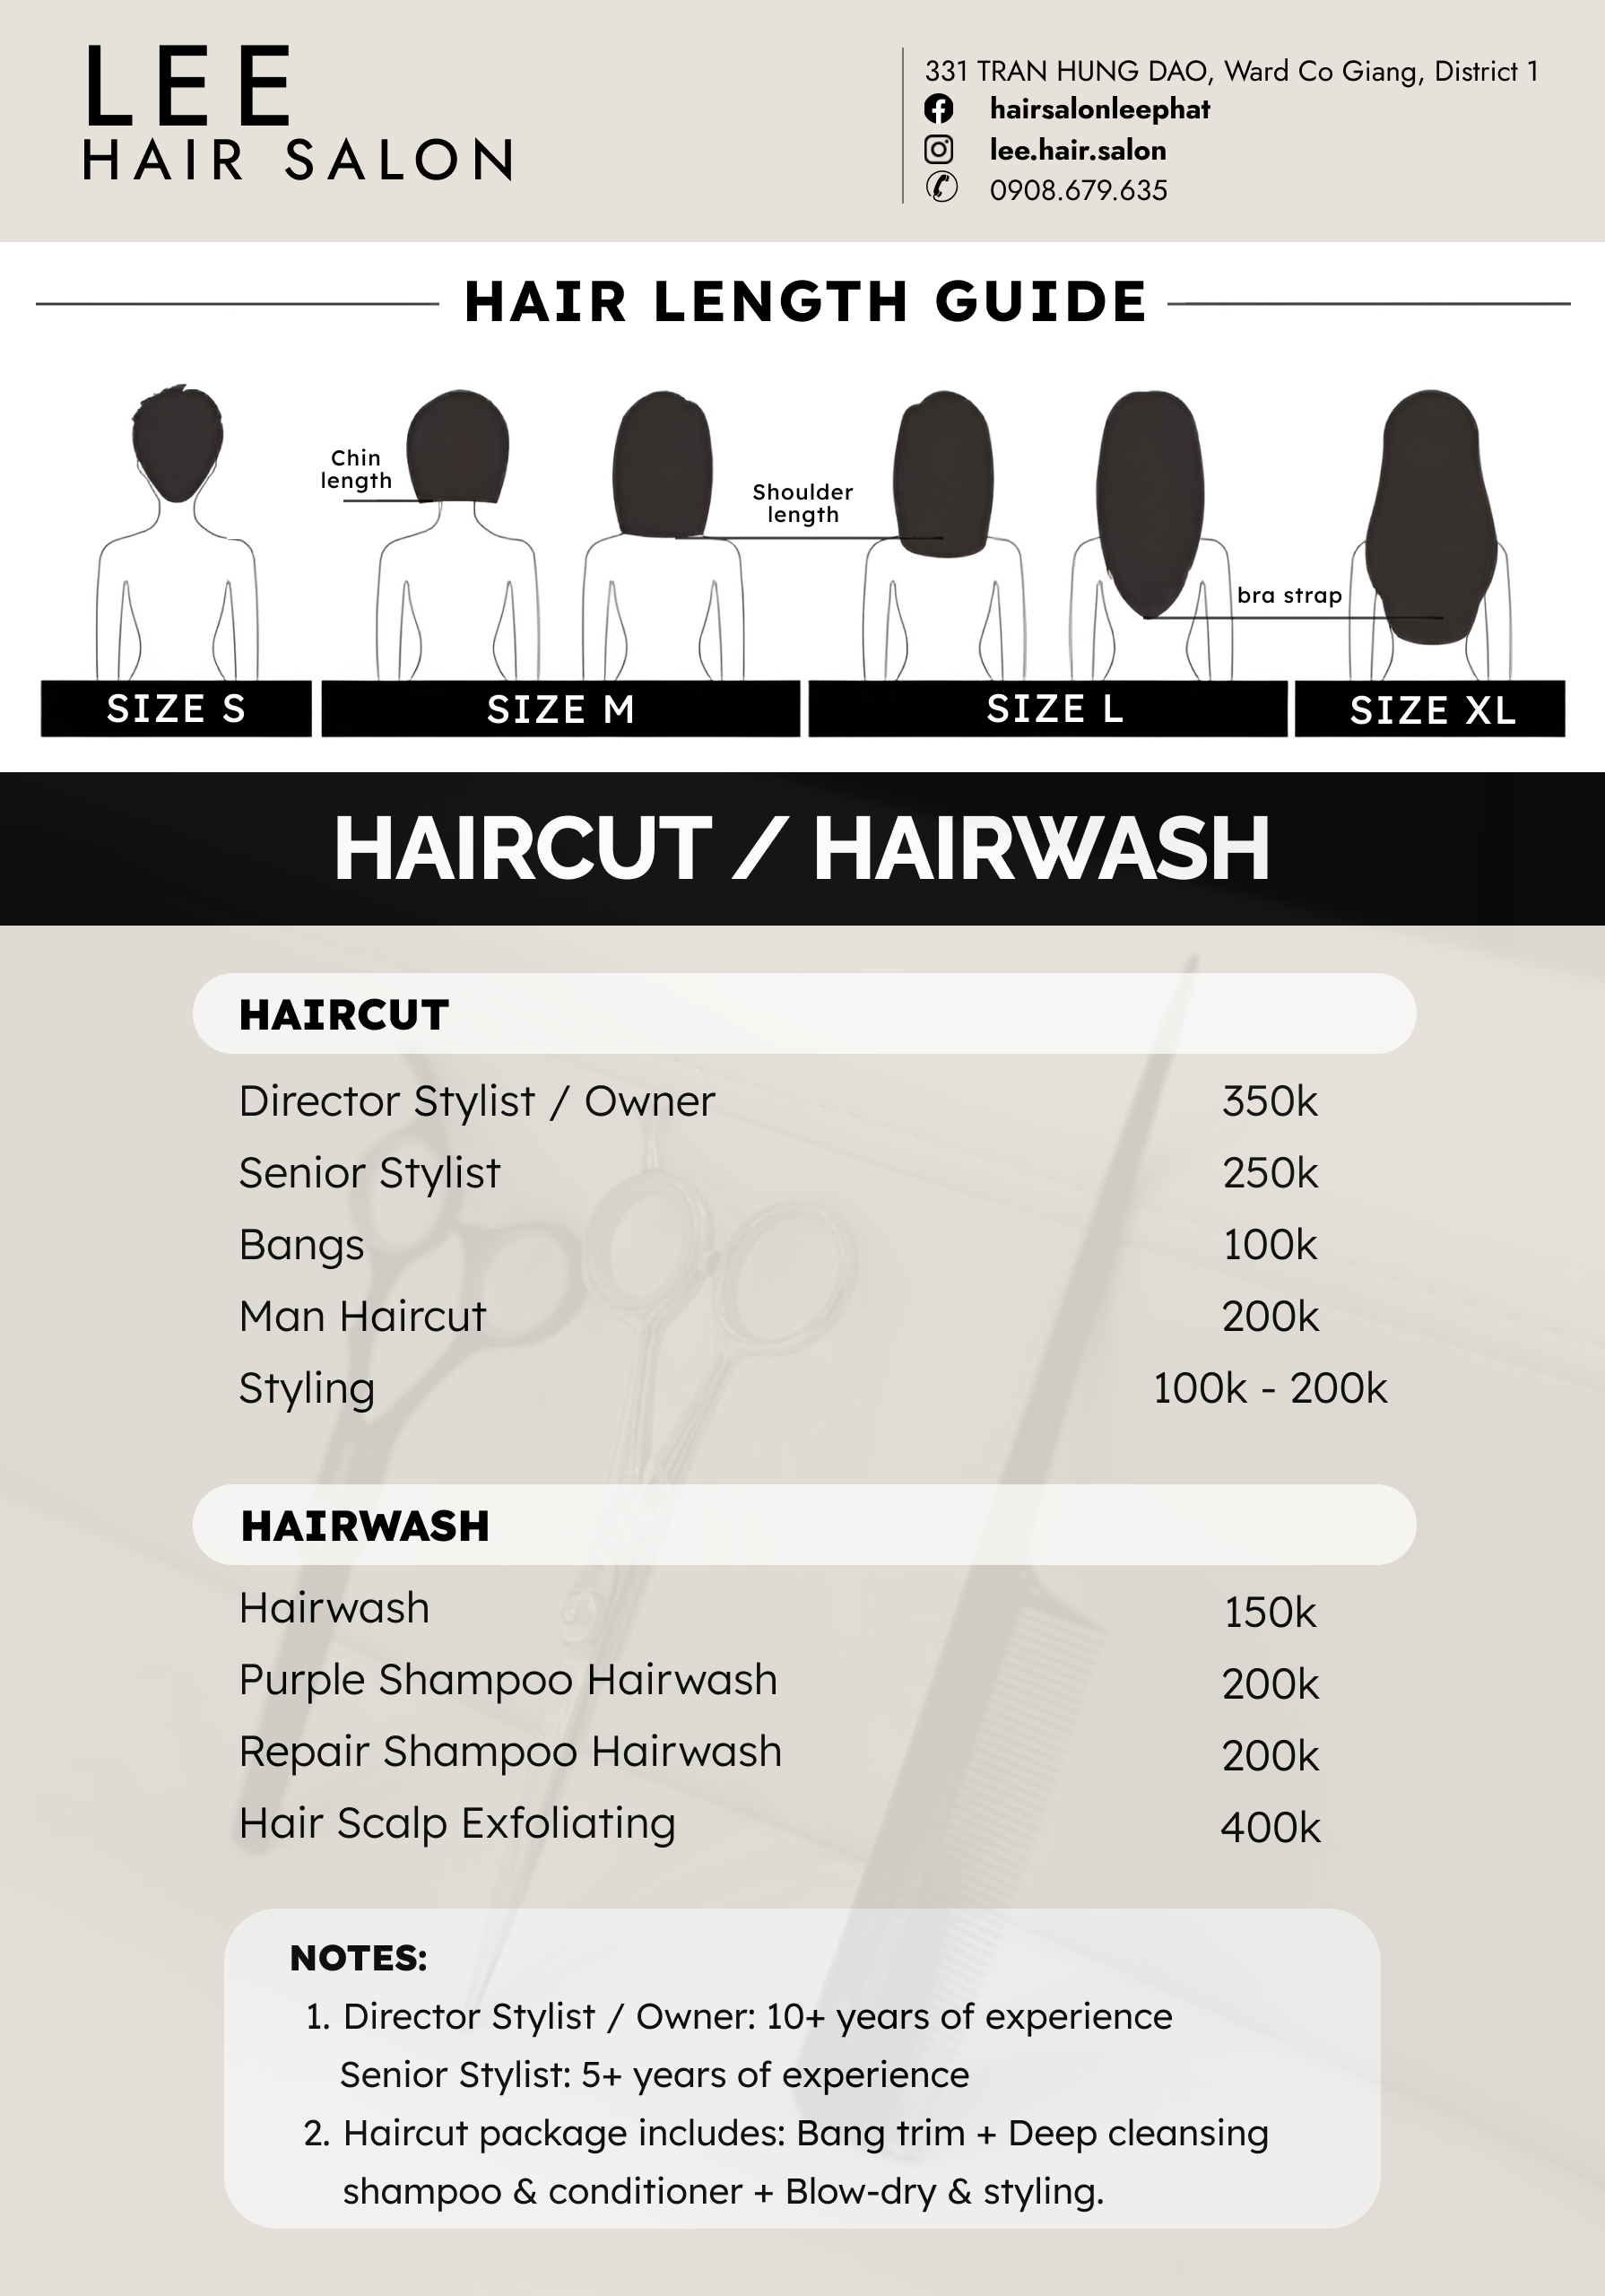 LEE
HAIR SALON
331 TRAN HUNG DAO, Ward Co Giang, District 1
hairsalonleephat
lee.hair.salon
0908.679.635
HAIR LENGTH GUIDE
Chin
length
Shoulder
length
bra strap
SIZE S
SIZE M
SIZE L
SIZE XL
HAIRCUT / HAIRWASH
HAIRCUT
Director Stylist / Owner 350k
Senior Stylist 250k
Bangs 100k
Man Haircut 200k
Styling 100k - 200k
HAIRWASH
Hairwash 150k
Purple Shampoo Hairwash 200k
Repair Shampoo Hairwash 200k
Hair Scalp Exfoliating 400k
NOTES:
1. Director Stylist / Owner: 10+ years of experience
Senior Stylist: 5+ years of experience
2. Haircut package includes: Bang trim + Deep cleansing
shampoo & conditioner + Blow-dry & styling.